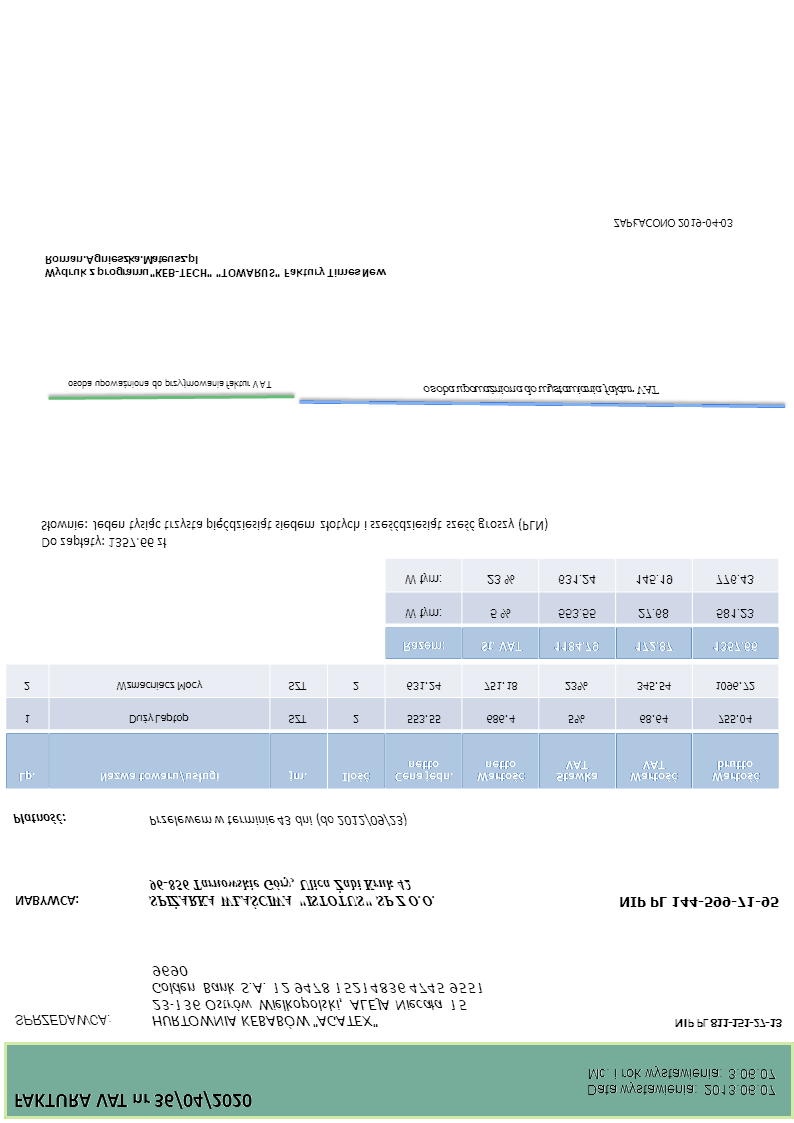 FAKTURA VAT nr 36/04/2020
Data wystawienia: 2013.06.07
Mc. i rok wystawienia: 3.06.07
SPRZEDAWCA: HURTOWNIA KEBABÓW "AGATEX" NIP PL 811-151-27-13
23-136 Ostrów Wielkopolski, ALEJA Niecała 15
Golden Bank S.A. 12 9478 15214836 4745 9551
9690
NABYWCA: SPIŻARKA WŁAŚCIWA "ISTOTUS" SP Z O.O. NIP PL 144-599-71-95
96-856 Tarnowskie Góry, Ulica Żabi Kruk 42
Płatność: Przelewem w terminie 43 dni (do 2012/09/23)
Lp. Nazwa towaru/usługi jm. Ilość Cena jedn. netto Wartość netto Stawka VAT Wartość VAT Wartość brutto
1 Duży Laptop SZT 2 553.55 686.4 5% 68.64 755.04
2 Wzmacniacz Mocy SZT 2 631.24 751.18 23% 345.54 1096.72
Razem: St. VAT 1184.79 172.87 1357.66
W tym: 5 % 553.55 27.68 581.23
W tym: 23 % 631.24 145.19 776.43
Do zapłaty: 1357.66 zł
Słownie: Jeden tysiąc trzysta pięćdziesiąt siedem złotych i sześćdziesiąt sześć groszy (PLN)
osoba upoważniona do przyjmowania faktur VAT
osoba upoważniona do wystawiania faktur VAT
Wydruk z programu "KEB-TECH" "TOWARUS" Faktury Times New
Roman.Agnieszka.Mateusz.pl
ZAPŁACONO 2019-04-03